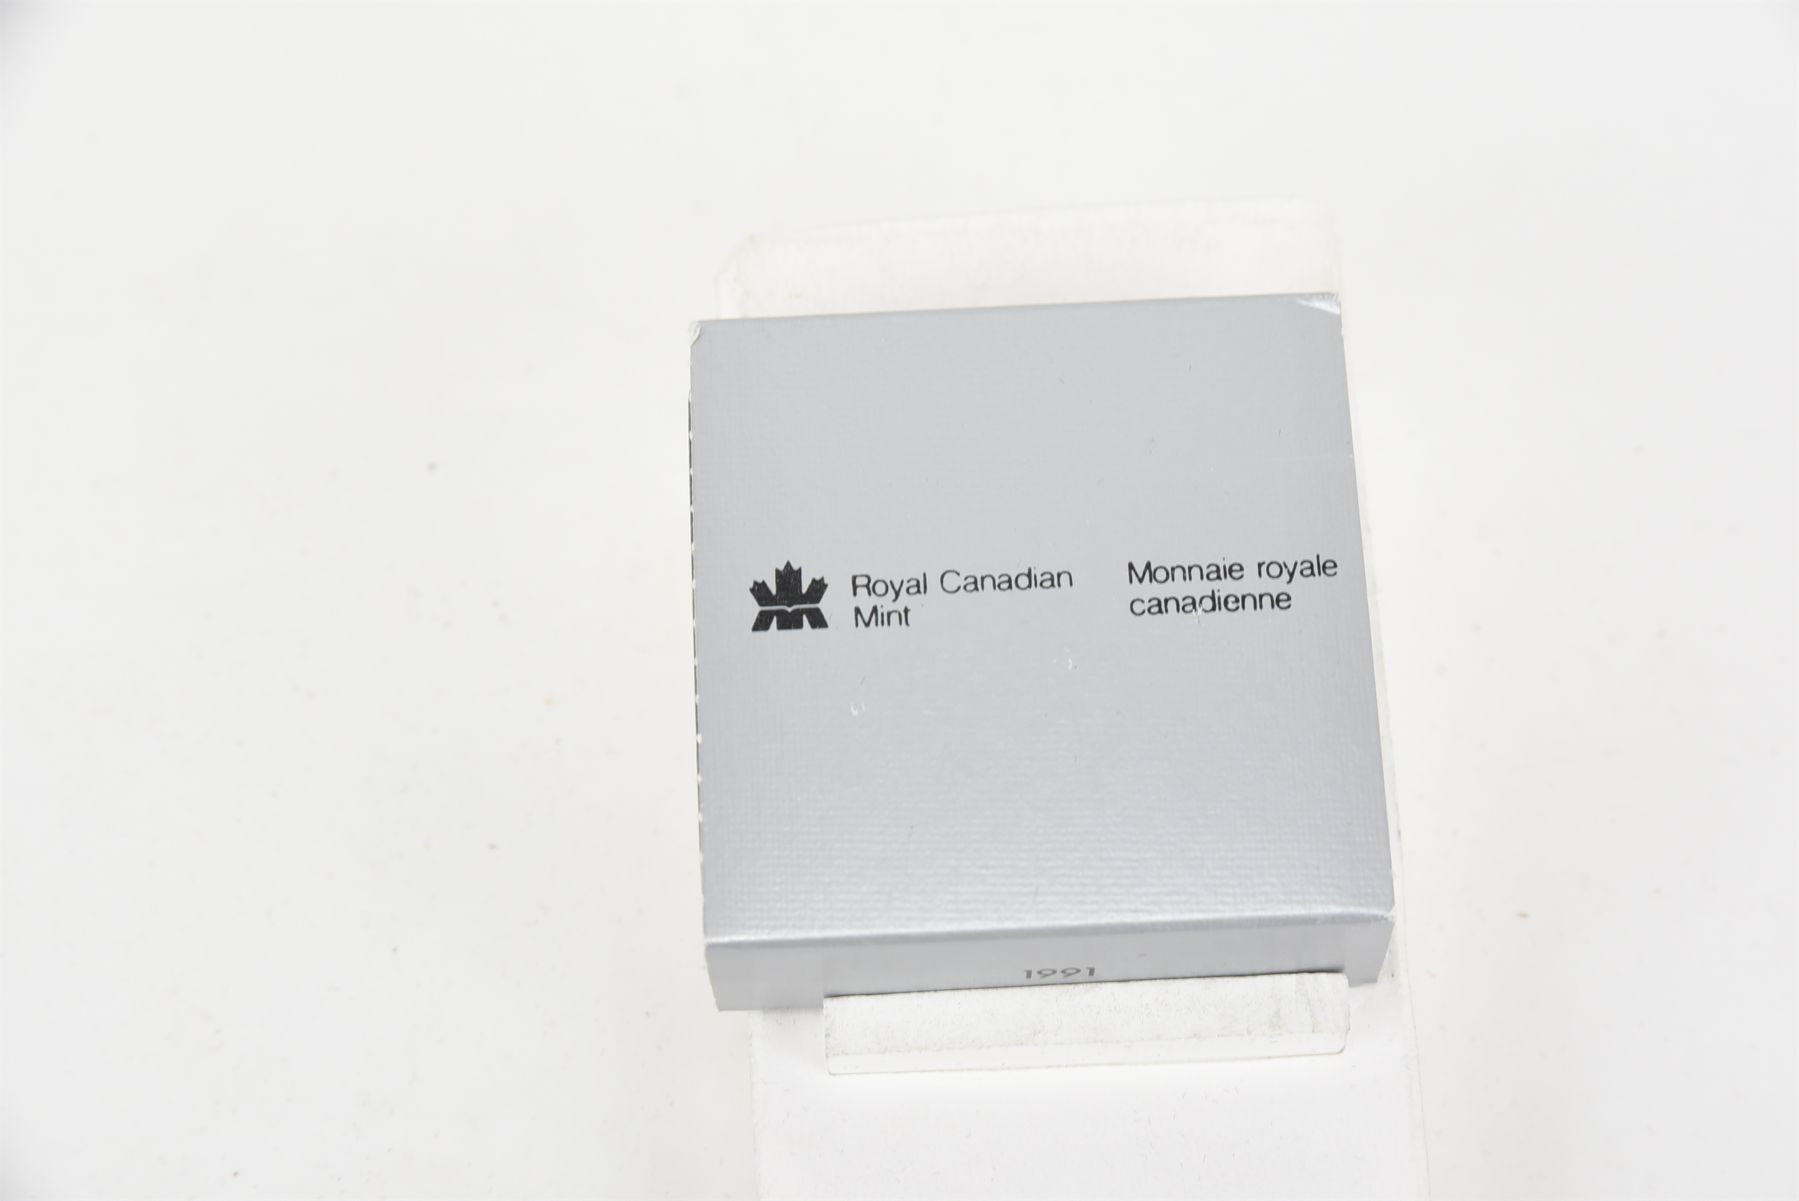 Royal Canadian
Mint
Monnaie royale
canadienne
1991